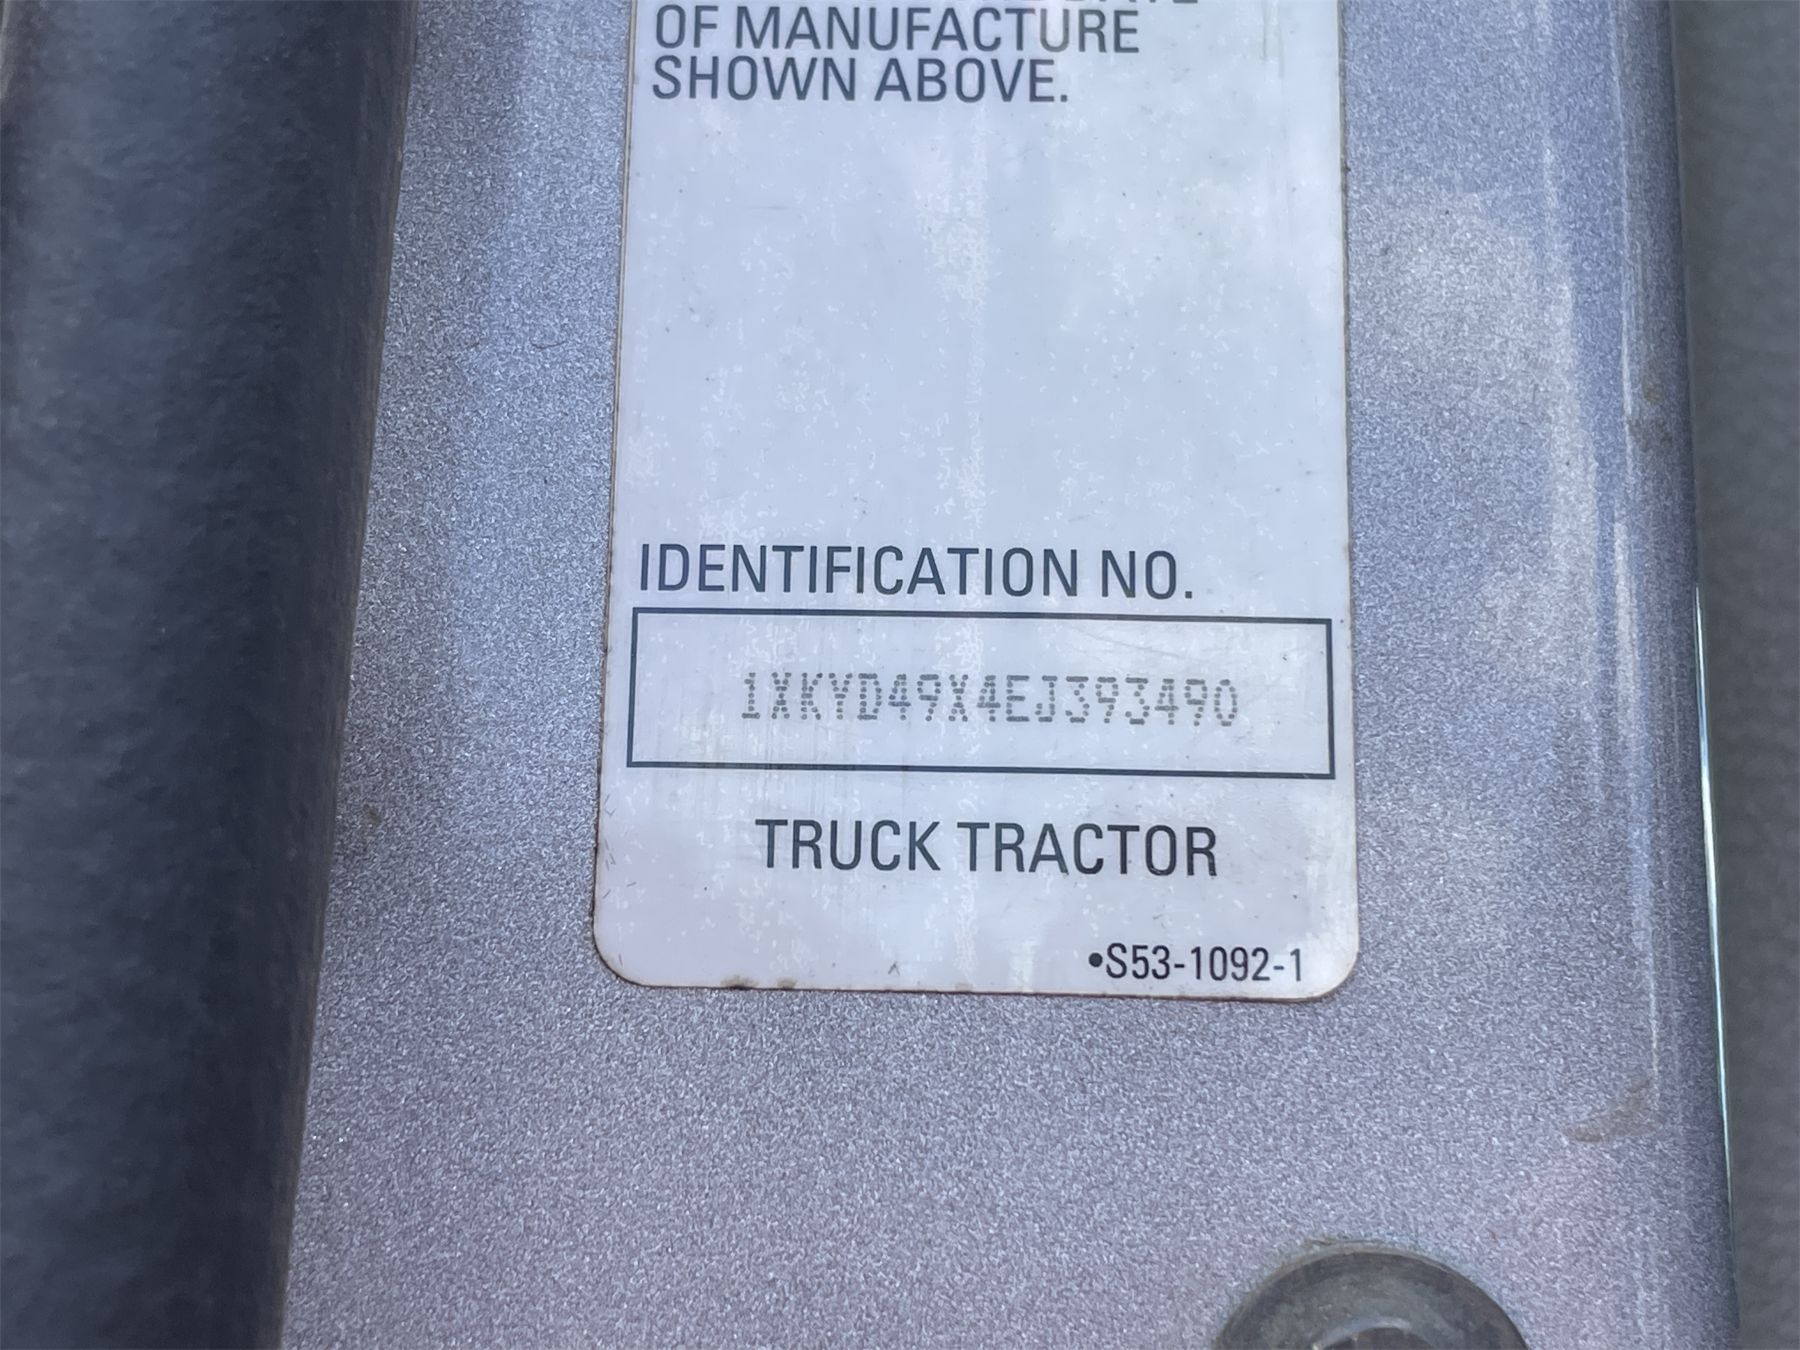 OF MANUFACTURE
SHOWN ABOVE.
IDENTIFICATION NO.
1XKYD49X4EJ393490
TRUCK TRACTOR
•S53-1092-1